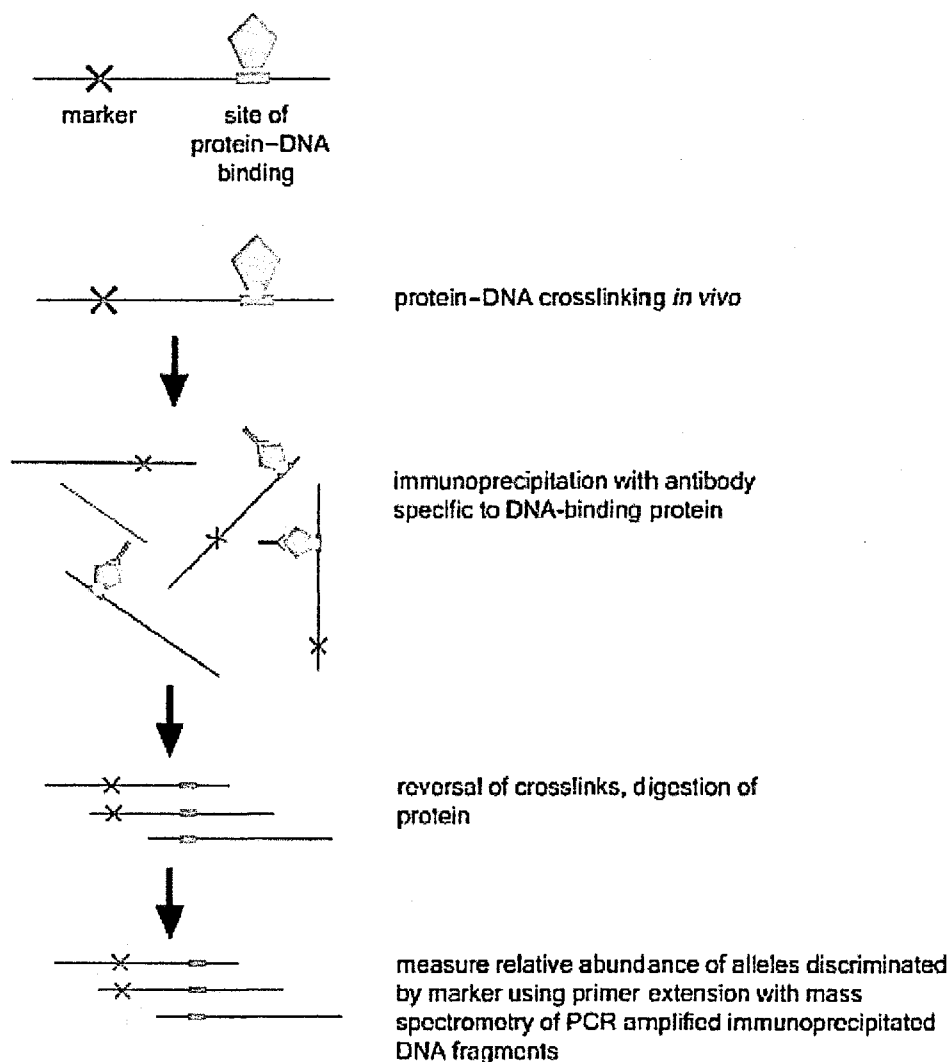 marker
site of
protein–DNA
binding
protein–DNA crosslinking in vivo
immunoprecipitation with antibody
specific to DNA-binding protein
reversal of crosslinks, digestion of
protein
measure relative abundance of alleles discriminated
by marker using primer extension with mass
spectrometry of PCR amplified immunoprecipitated
DNA fragments